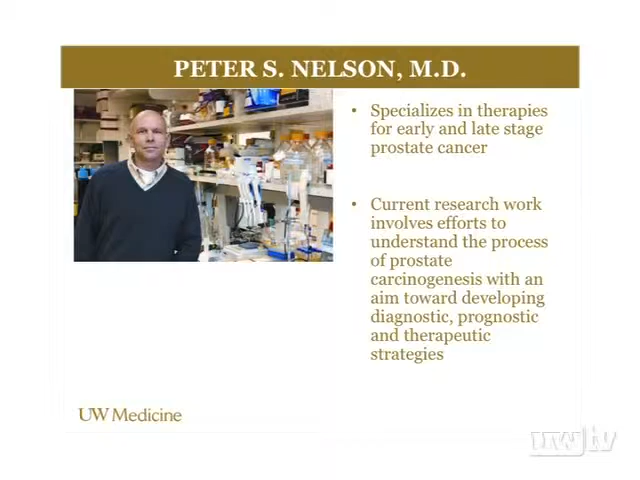 PETER S. NELSON, M.D.
• Specializes in therapies
for early and late stage
prostate cancer
• Current research work
involves efforts to
understand the process
of prostate
carcinogenesis with an
aim toward developing
diagnostic, prognostic
and therapeutic
strategies
UW Medicine
uwtv